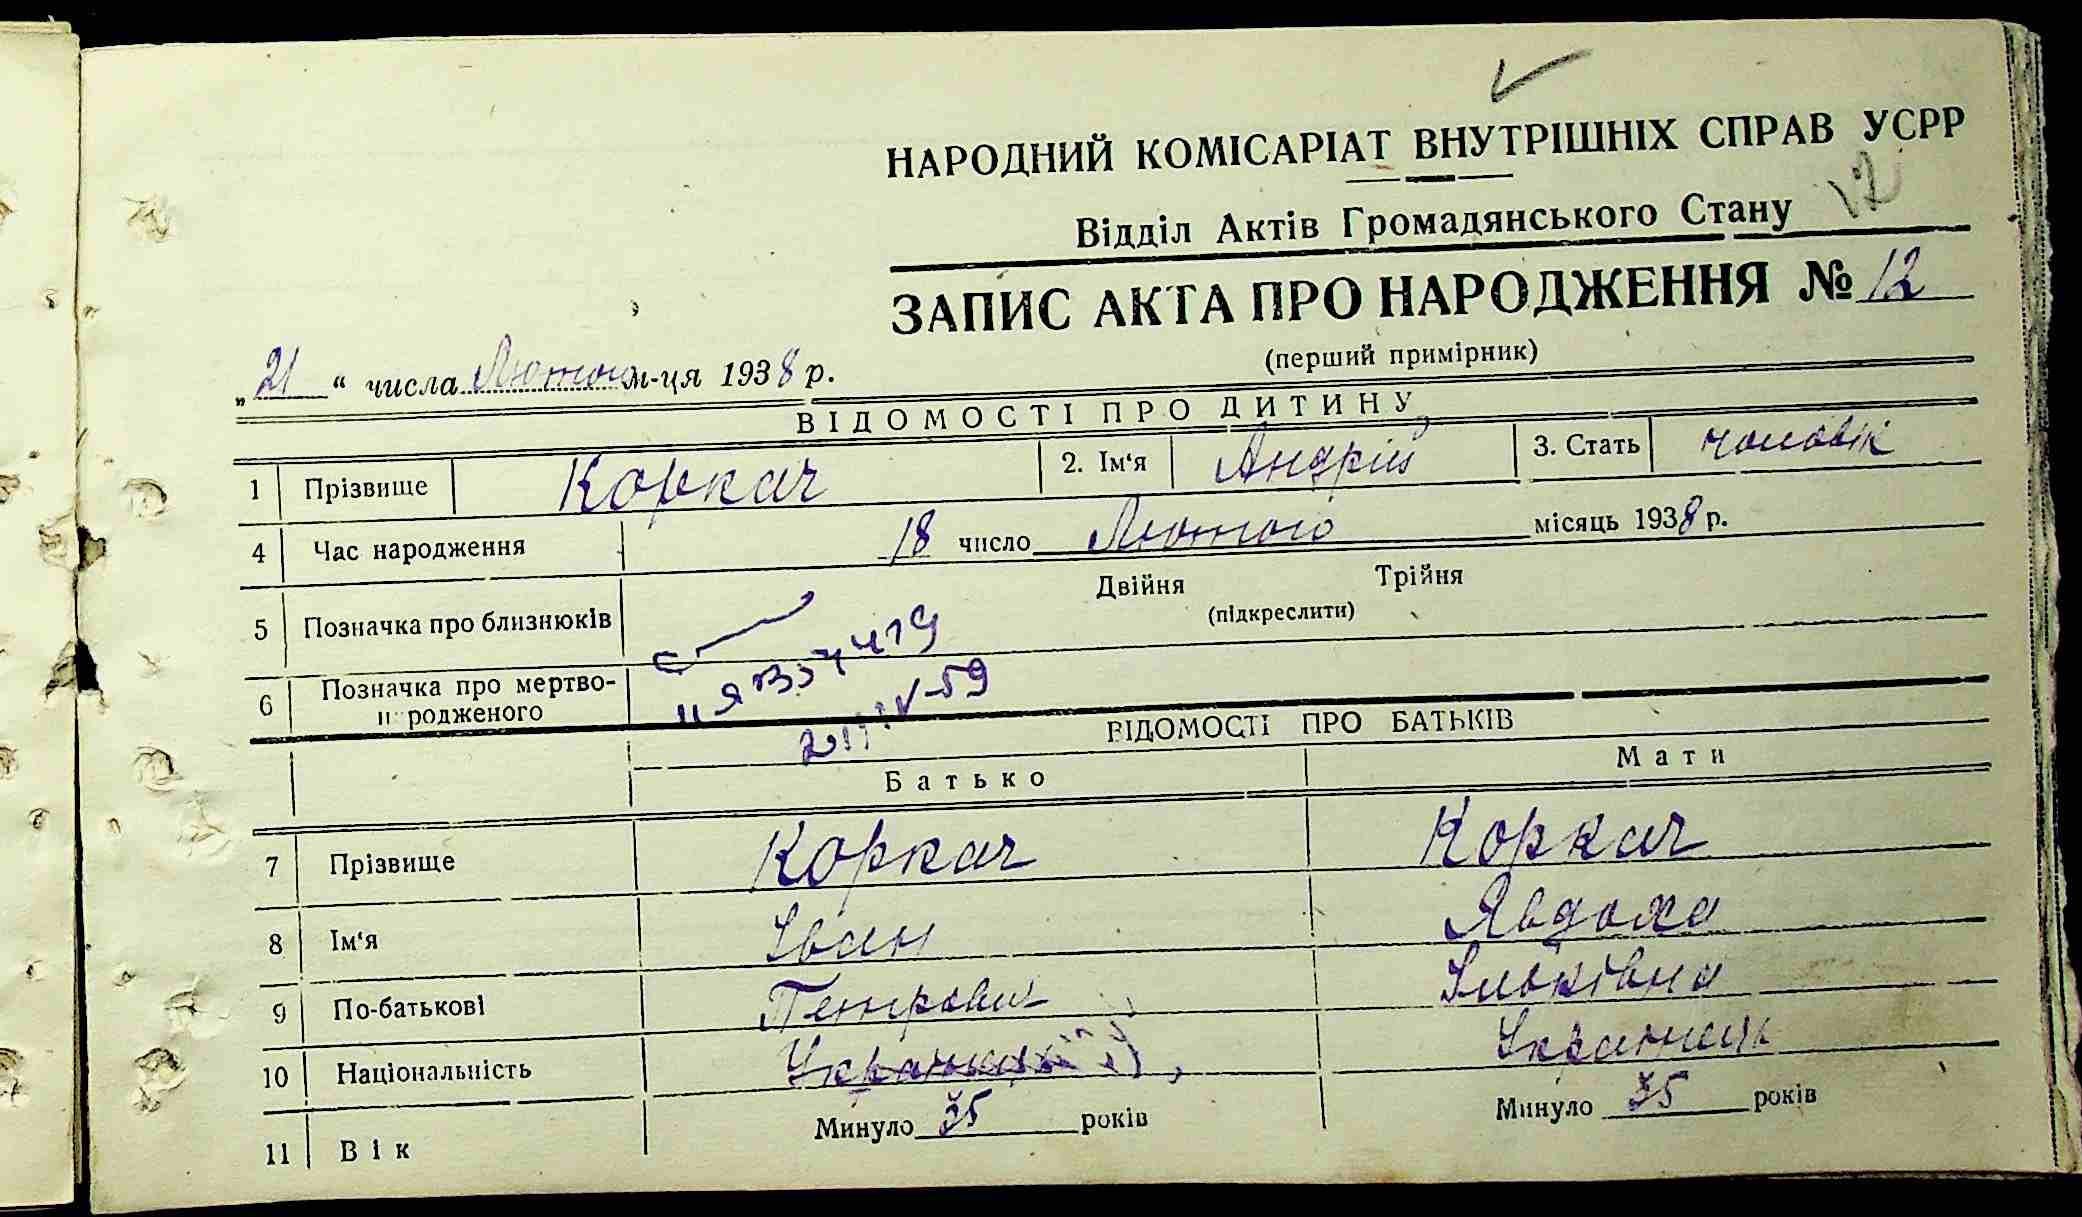 НАРОДНИЙ КОМІСАРІАТ ВНУТРІШНІХ СПРАВ УСРР
12
Відділ Актів Громадянського Стану
ЗАПИС АКТА ПРО НАРОДЖЕННЯ № 12
(перший примірник)
„21“ числа Лютого м-ця 1938 р.
ВІДОМОСТІ ПРО ДИТИНУ
1 Прізвище Коркач 2. Ім‘я Андрій 3. Стать чоловік
4 Час народження 18 число Лютого місяць 1938 р.
5 Позначка про близнюків Двійня Трійня
(підкреслити)
6 Позначка про мертвонародженого
ВІДОМОСТІ ПРО БАТЬКІВ
Батько Мати
7 Прізвище Коркач Коркач
8 Ім‘я Іван Явдоха
9 По-батькові Петрович
10 Національність
11 Вік Минуло 35 років Минуло 35 років